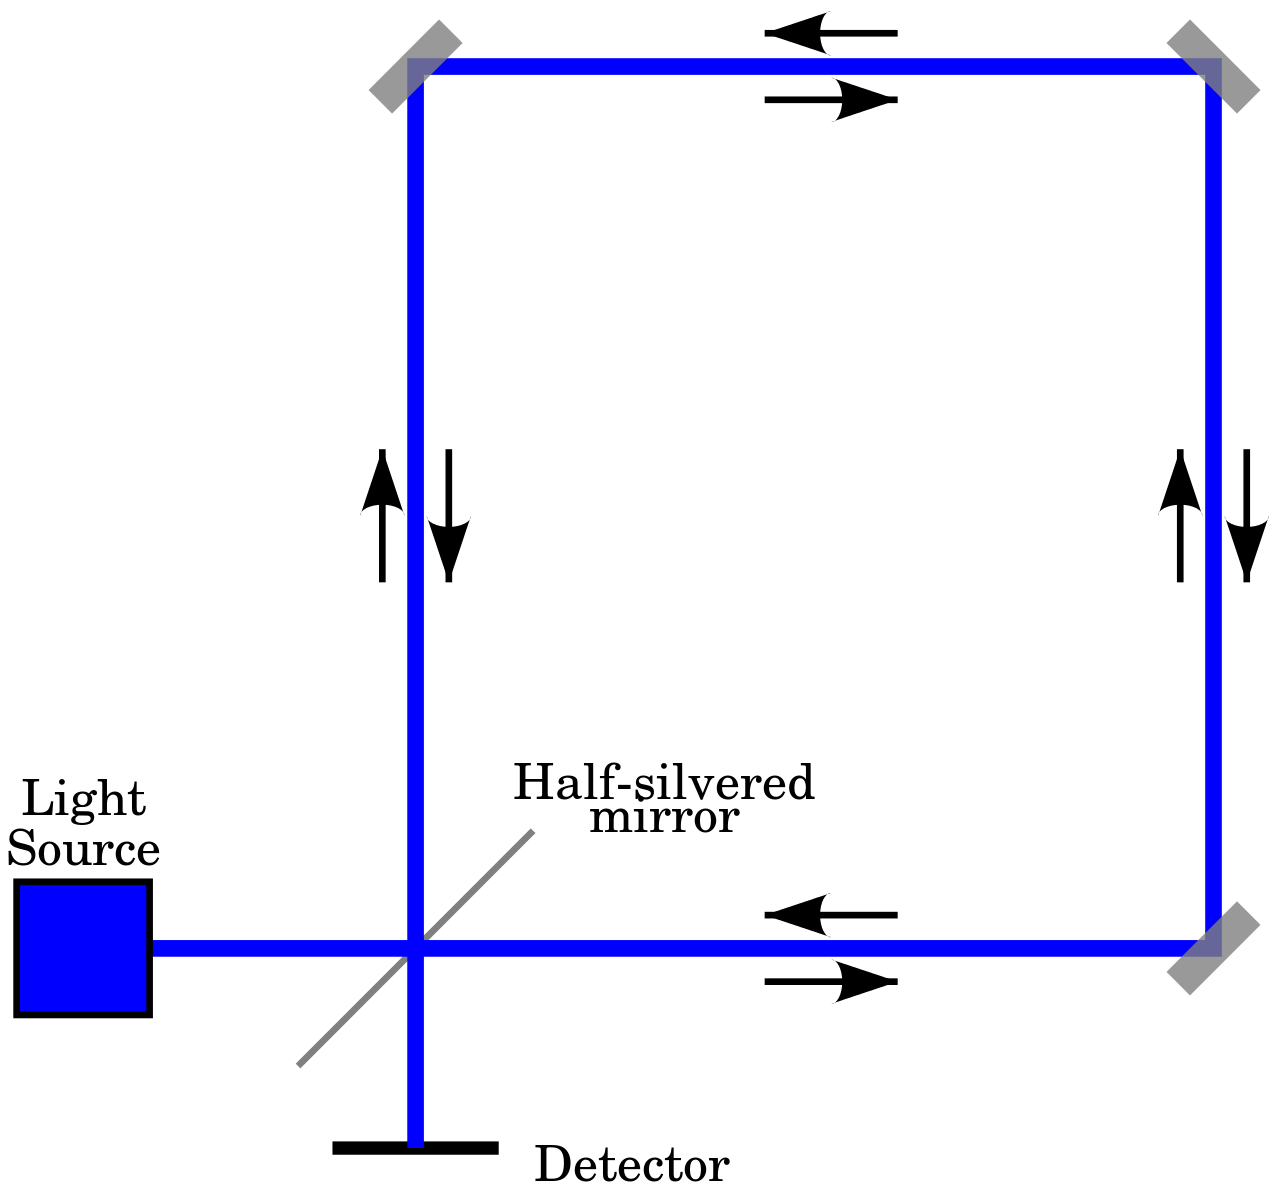 Half-silvered
mirror
Light
Source
Detector